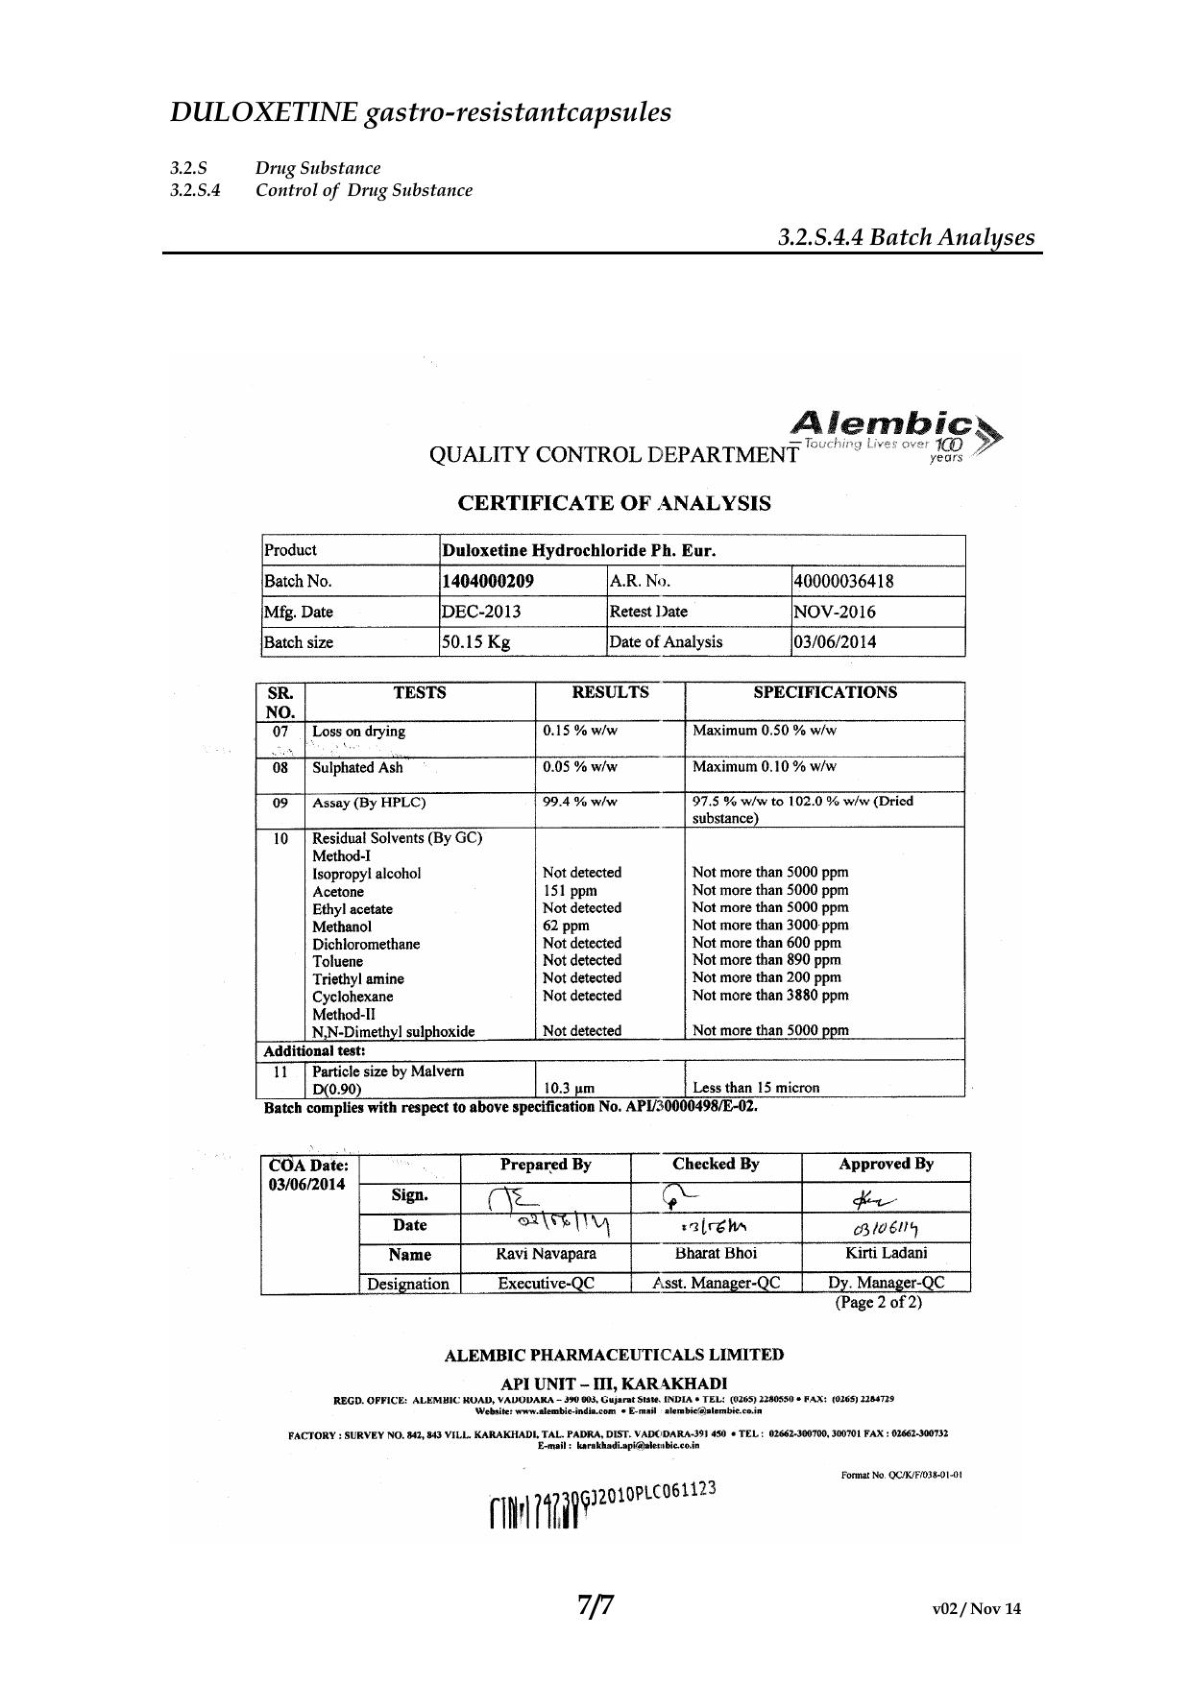 DULOXETINE gastro-resistantcapsules
3.2.S Drug Substance
3.2.S.4 Control of Drug Substance
3.2.S.4.4 Batch Analyses
Alembic
Touching Lives over 100 years
QUALITY CONTROL DEPARTMENT
CERTIFICATE OF ANALYSIS
Product Duloxetine Hydrochloride Ph. Eur.
Batch No. 1404000209 A.R. No. 40000036418
Mfg. Date DEC-2013 Retest Date NOV-2016
Batch size 50.15 Kg Date of Analysis 03/06/2014
SR. NO. TESTS RESULTS SPECIFICATIONS
07 Loss on drying 0.15 % w/w Maximum 0.50 % w/w
08 Sulphated Ash 0.05 % w/w Maximum 0.10 % w/w
09 Assay (By HPLC) 99.4 % w/w 97.5 % w/w to 102.0 % w/w (Dried
substance)
10 Residual Solvents (By GC)
Method-I
Isopropyl alcohol Not detected Not more than 5000 ppm
Acetone 151 ppm Not more than 5000 ppm
Ethyl acetate Not detected Not more than 5000 ppm
Methanol 62 ppm Not more than 3000 ppm
Dichloromethane Not detected Not more than 600 ppm
Toluene Not detected Not more than 890 ppm
Triethyl amine Not detected Not more than 200 ppm
Cyclohexane Not detected Not more than 3880 ppm
Method-II
N,N-Dimethyl sulphoxide Not detected Not more than 5000 ppm
Additional test:
11 Particle size by Malvern
D(0.90) 10.3 µm Less than 15 micron
Batch complies with respect to above specification No. API/30000498/E-02.
COA Date: Prepared By Checked By Approved By
03/06/2014
Sign.
Date 03/06/14
Name Ravi Navapara Bharat Bhoi Kirti Ladani
Designation Executive-QC Asst. Manager-QC Dy. Manager-QC
(Page 2 of 2)
ALEMBIC PHARMACEUTICALS LIMITED
API UNIT – III, KARAKHADI
REGD. OFFICE: ALEMBIC ROAD, VADODARA – 390 003, Gujarat State, INDIA • TEL: (0265) 2280550 • FAX: (0265) 2284729
Website: www.alembic-india.com • E-mail alembic@alembic.co.in
FACTORY : SURVEY NO. 842, 843 VILL. KARAKHADI, TAL. PADRA, DIST. VADODARA-391 450 • TEL : 02662-300700, 300701 FAX : 02662-300732
E-mail : karakhadi.api@alembic.co.in
Format No. QC/K/F/038-01-01
GJ2010PLC061123
7/7
v02 / Nov 14